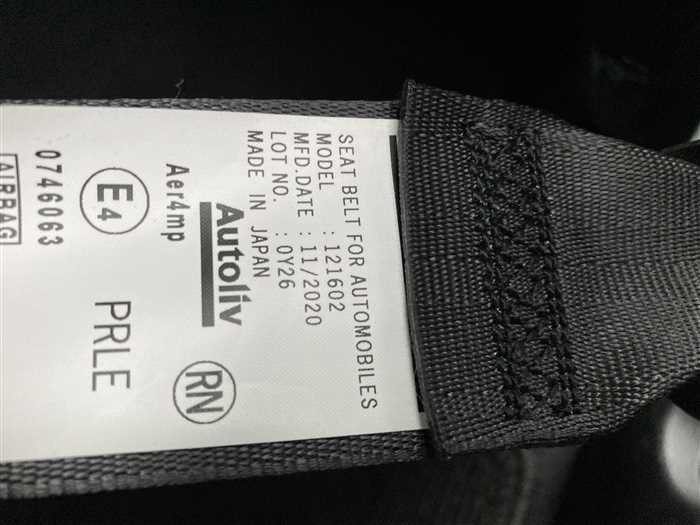 SEAT BELT FOR AUTOMOBILES
MODEL : 121602
MFD.DATE : 11/2020
LOT NO. : 0Y26
MADE IN JAPAN
Autoliv
RN
Aer4mp
E4
PRLE
0746063
AIRBAG